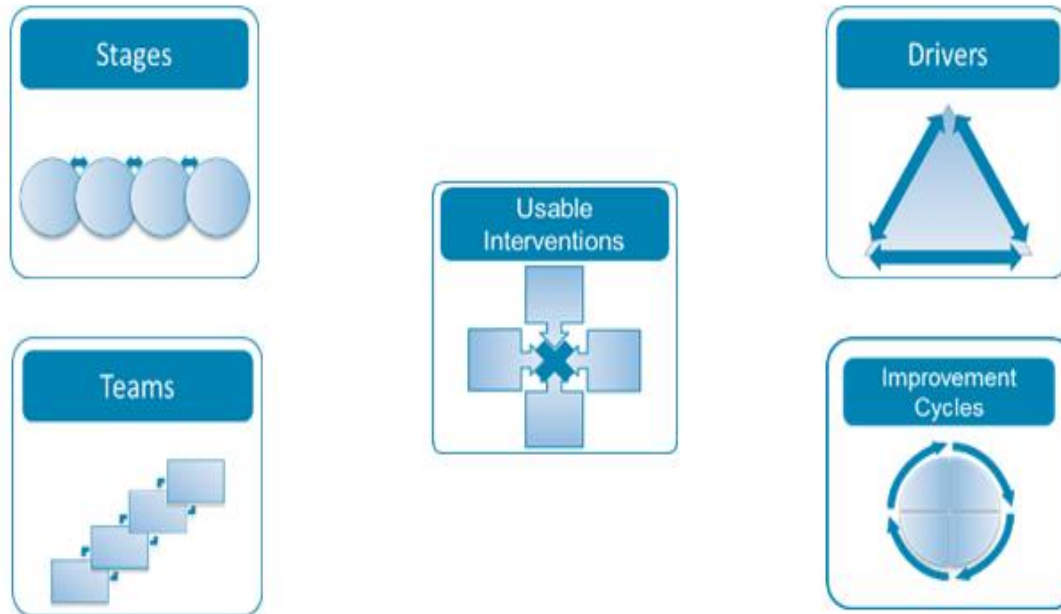 Stages
Drivers
Usable
Interventions
Teams
Improvement
Cycles